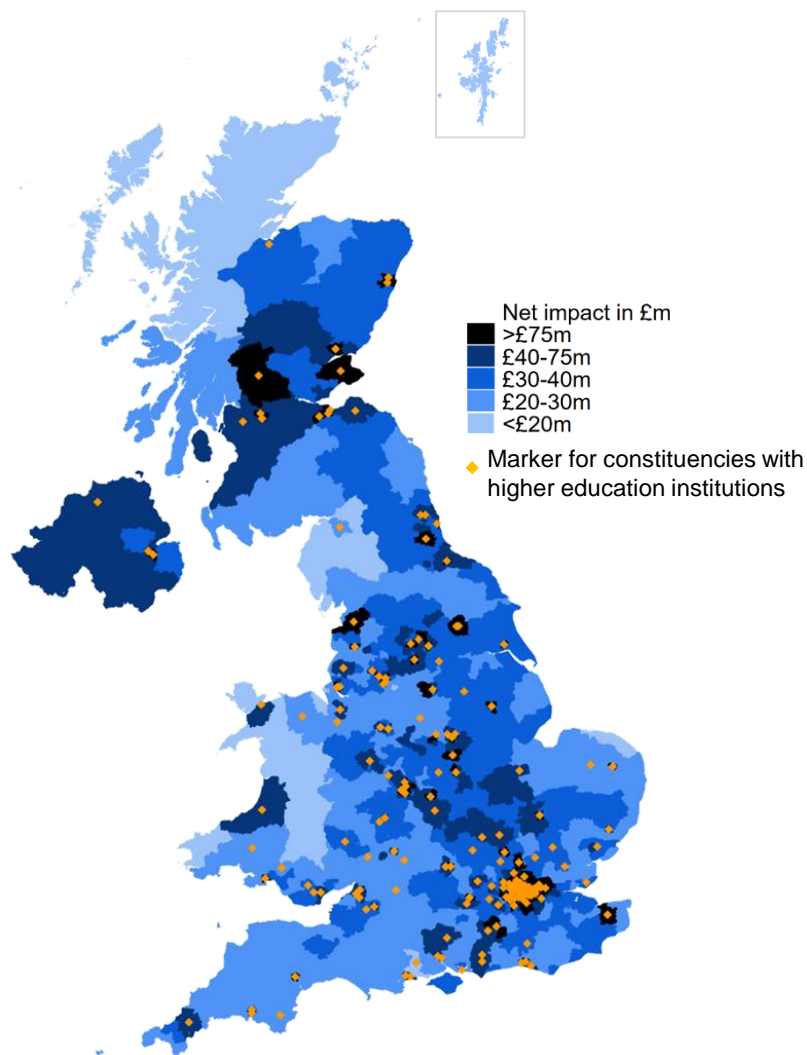 Net impact in £m
>£75m
£40-75m
£30-40m
£20-30m
<£20m
Marker for constituencies with
higher education institutions